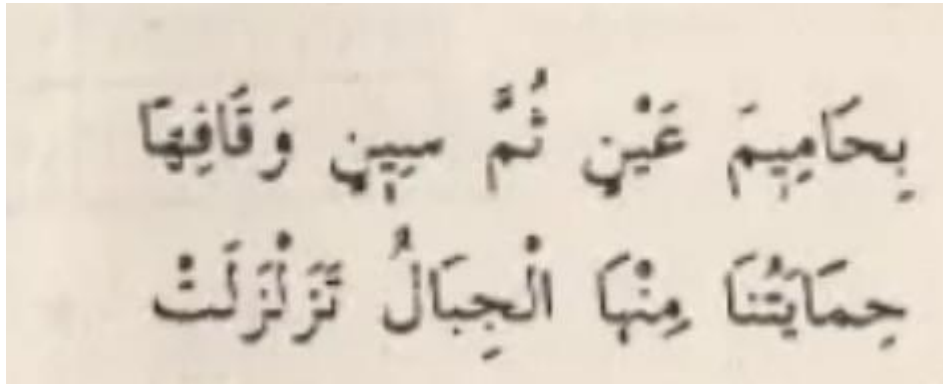 بِحَامِيمَ عَيْنٍ ثُمَّ سِينٍ وَقَافِهَا
حِمَايَتُنَا مِنْهَا الْجِبَالُ تَزَلْزَلَتْ